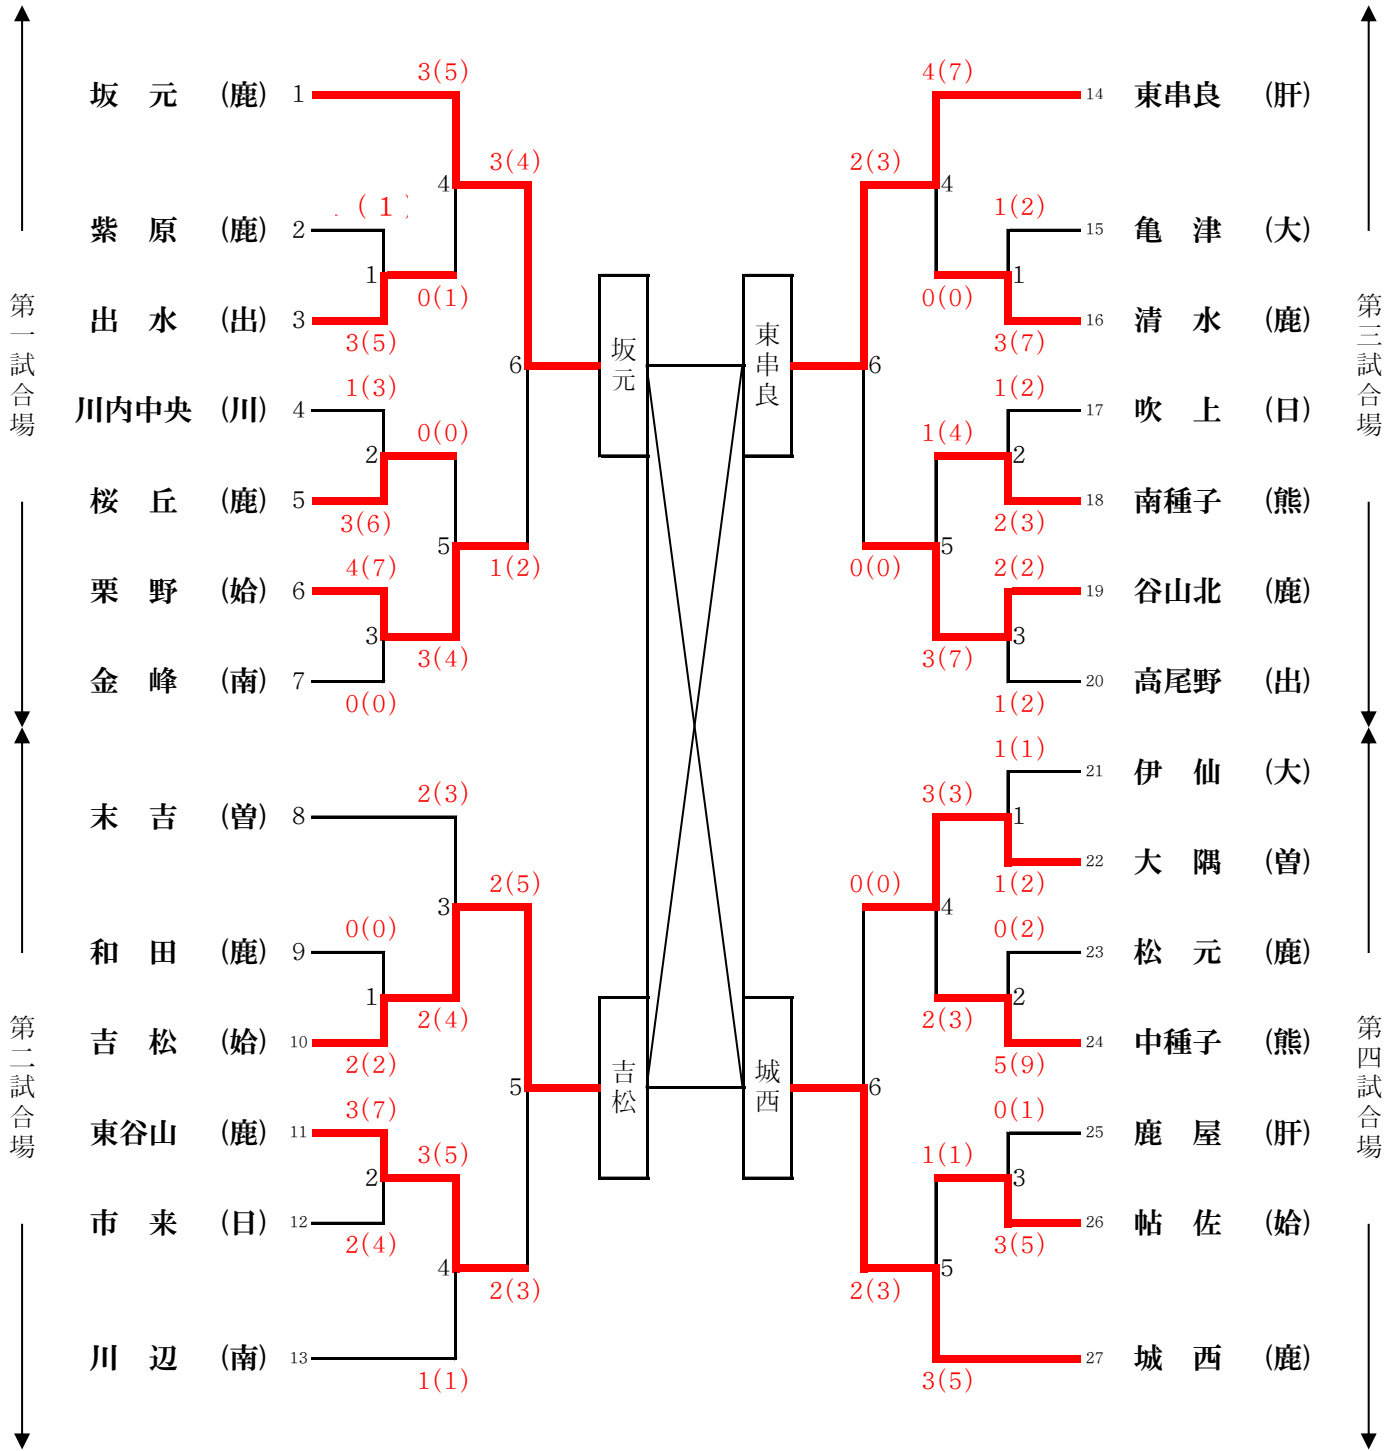 第一試合場
坂　元　(鹿)　1
3(5)
3(4)
4
紫　原　(鹿)　2
(1)
1
0(1)
出　水　(出)　3
3(5)
6
川内中央　(川)　4
1(3)
0(0)
2
桜　丘　(鹿)　5
3(6)
5
1(2)
栗　野　(姶)　6
4(7)
3
3(4)
金　峰　(南)　7
0(0)
坂元
第二試合場
末　吉　(曽)　8
2(3)
2(5)
3
和　田　(鹿)　9
0(0)
1
2(4)
吉　松　(姶)　10
2(2)
5
東谷山　(鹿)　11
3(7)
3(5)
2
市　来　(日)　12
2(4)
4
2(3)
川　辺　(南)　13
1(1)
吉松
第三試合場
4(7)
14　東串良　(肝)
2(3)
4
1(2)
15　亀　津　(大)
1
0(0)
16　清　水　(鹿)
3(7)
6
1(2)
17　吹　上　(日)
1(4)
2
18　南種子　(熊)
2(3)
5
0(0)
2(2)
19　谷山北　(鹿)
3
3(7)
20　高尾野　(出)
1(2)
東串良
第四試合場
1(1)
21　伊　仙　(大)
3(3)
1
22　大　隅　(曽)
1(2)
0(0)
4
0(2)
23　松　元　(鹿)
2
2(3)
24　中種子　(熊)
5(9)
6
0(1)
25　鹿　屋　(肝)
1(1)
3
26　帖　佐　(姶)
3(5)
5
2(3)
27　城　西　(鹿)
3(5)
城西